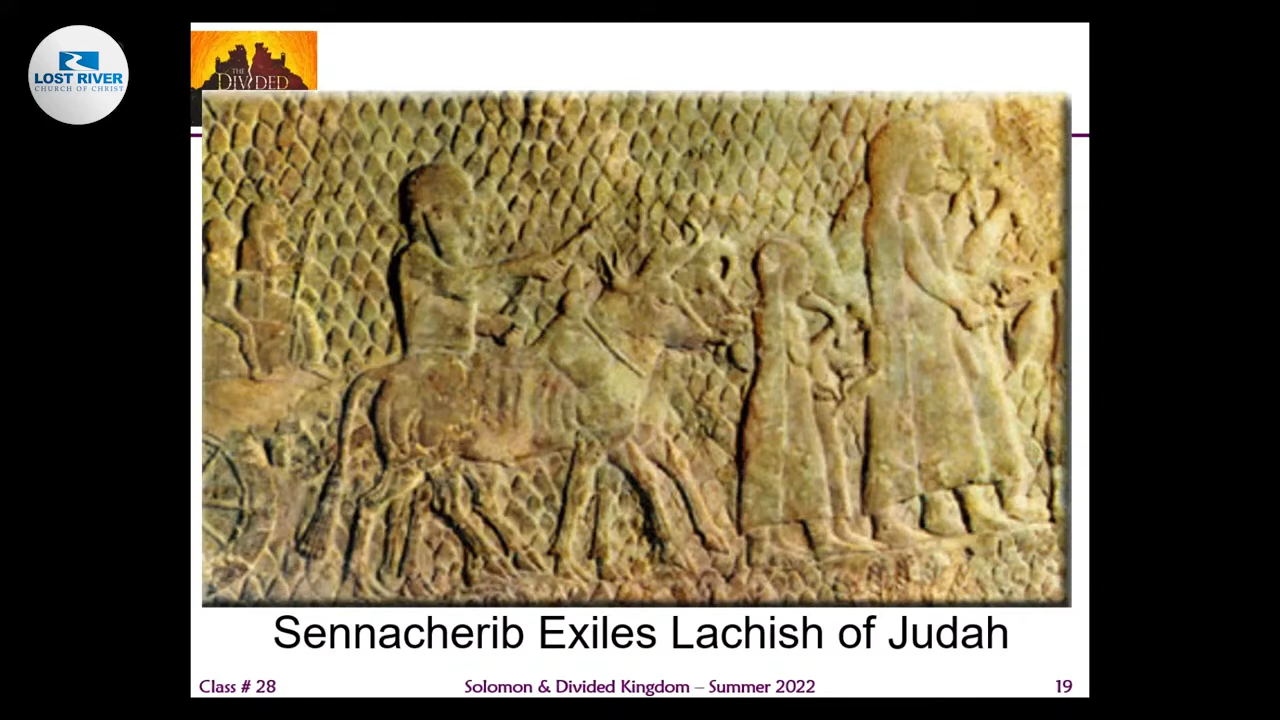 LOST RIVER
CHURCH OF CHRIST
THE
DIVIDED
Sennacherib Exiles Lachish of Judah
Class # 28
Solomon & Divided Kingdom – Summer 2022
19